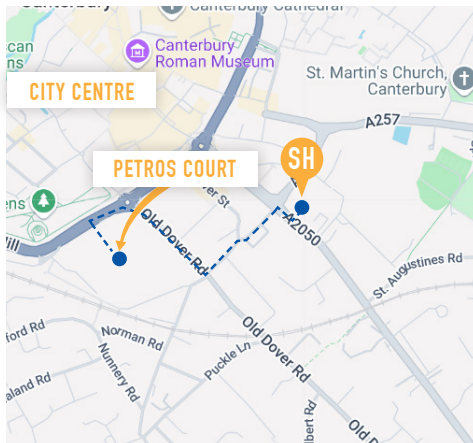 Canterbury
Canterbury Cathedral
Canterbury
Roman Museum
CITY CENTRE
St. Martin's Church,
Canterbury
A257
PETROS COURT
SH
A2050
Old Dover Rd
St. Augustines Rd
Norman Rd
Nunnery Rd
Puckle Ln
Old Dover Rd